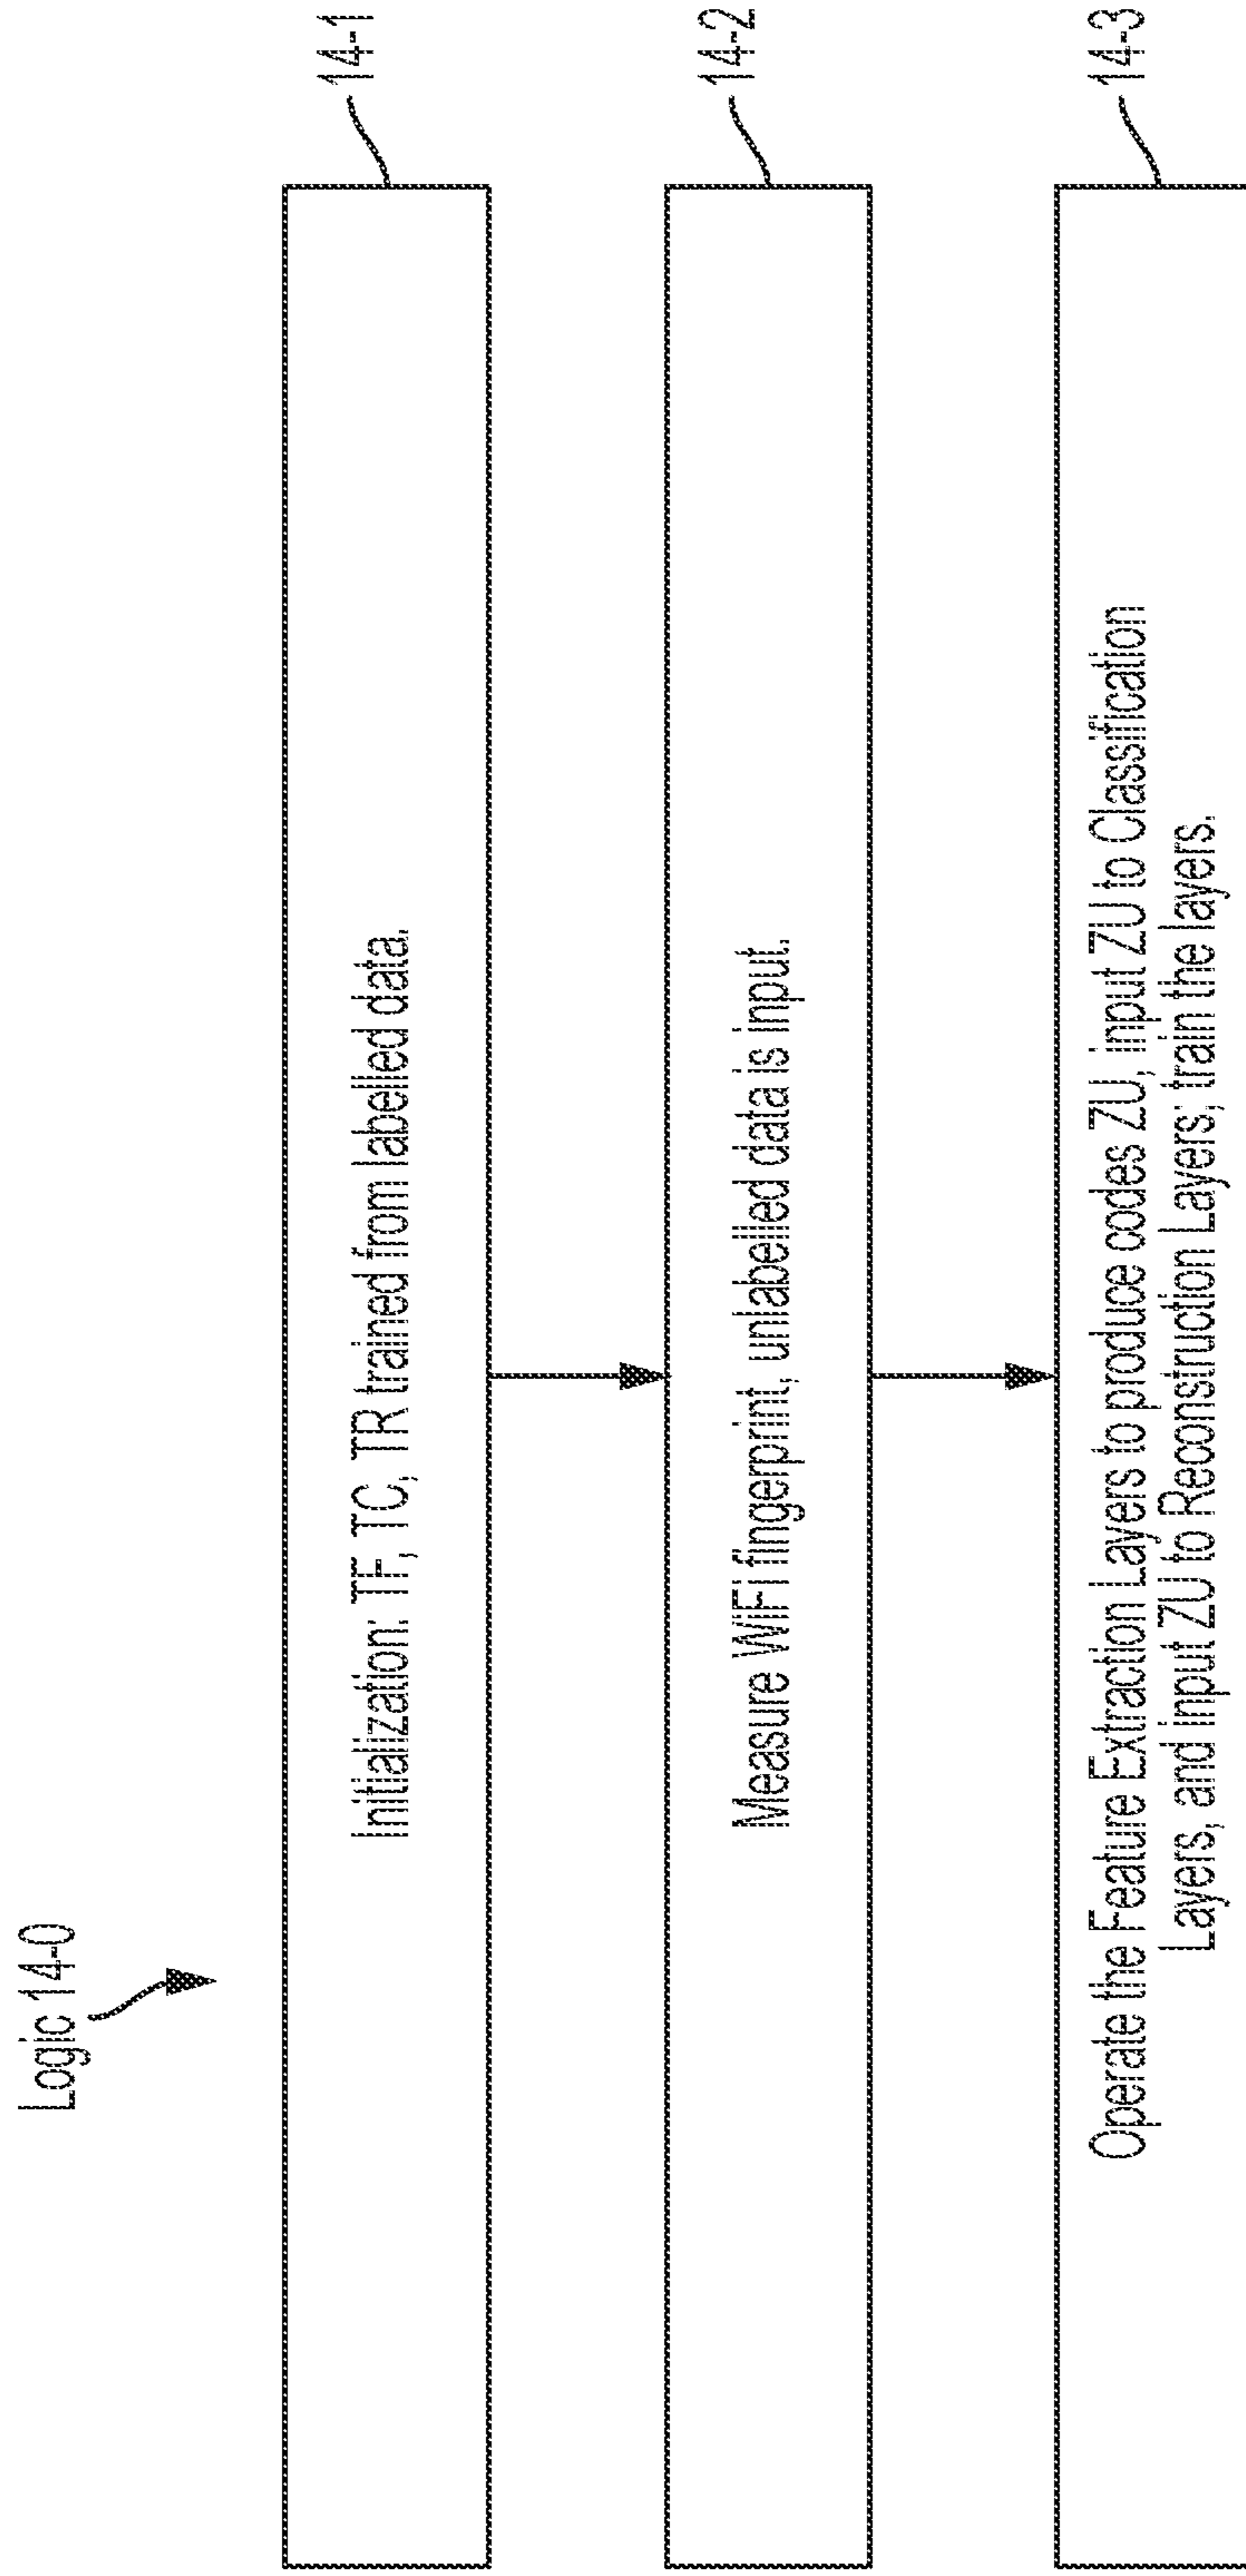 Logic 14-0
14-1
Initialization: TF, TC, TR trained from labelled data.
14-2
Measure WiFi fingerprint, unlabelled data is input.
14-3
Operate the Feature Extraction Layers to produce codes ZU, input ZU to Classification
Layers, and input ZU to Reconstruction Layers; train the layers.